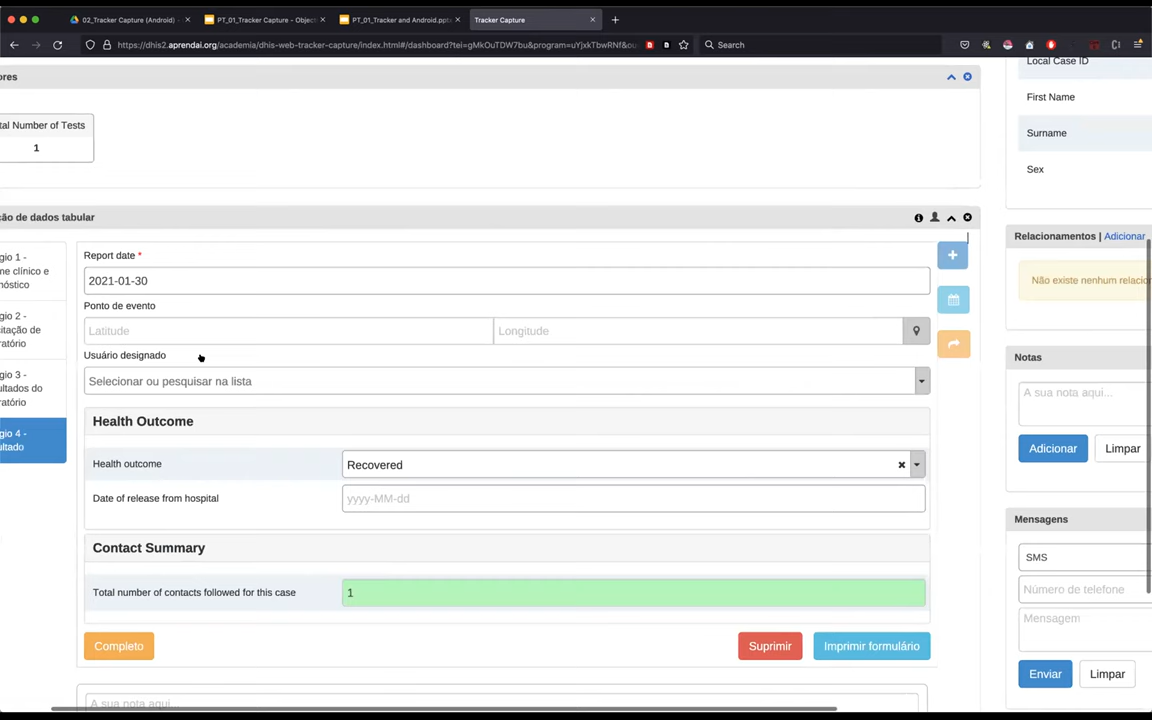 02_Tracker Capture (Android)
PT_01_Tracker Capture - Object
PT_01_Tracker and Android.pptx
Tracker Capture
https://dhis2.aprendai.org/academia/dhis-web-tracker-capture/index.html#/dashboard?tei=gMkOuTDW7bu&program=uYjxkTbwRNf&ou
Search
ores
Local Case ID
First Name
Surname
Sex
tal Number of Tests
1
ção de dados tabular
gio 1 -
me clínico e
nóstico
gio 2 -
citação de
ratório
gio 3 -
ultados do
ratório
gio 4 -
ultado
Report date *
2021-01-30
Ponto de evento
Latitude
Longitude
Usuário designado
Selecionar ou pesquisar na lista
Health Outcome
Health outcome
Recovered
Date of release from hospital
yyyy-MM-dd
Contact Summary
Total number of contacts followed for this case
1
Completo
Suprimir
Imprimir formulário
A sua nota aqui...
Relacionamentos | Adicionar
Não existe nenhum relacio
Notas
A sua nota aqui...
Adicionar
Limpar
Mensagens
SMS
Número de telefone
Mensagem
Enviar
Limpar